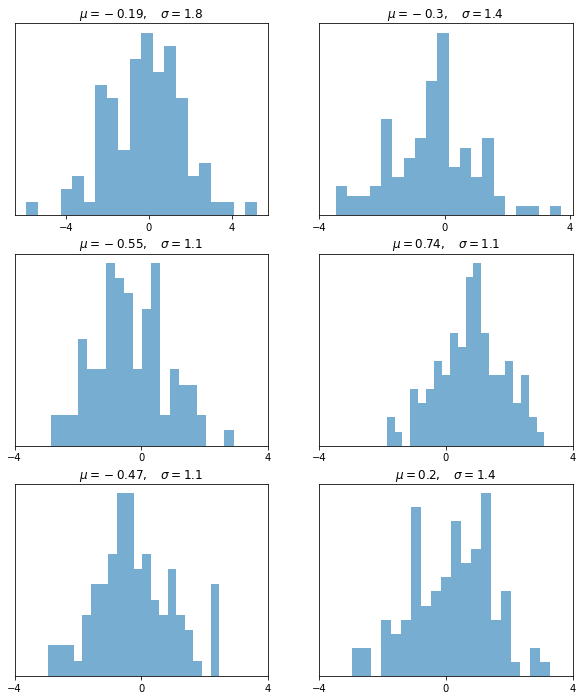 μ = −0.19, σ = 1.8
−4 0 4
μ = −0.3, σ = 1.4
−4 0 4
μ = −0.55, σ = 1.1
−4 0 4
μ = 0.74, σ = 1.1
−4 0 4
μ = −0.47, σ = 1.1
−4 0 4
μ = 0.2, σ = 1.4
−4 0 4